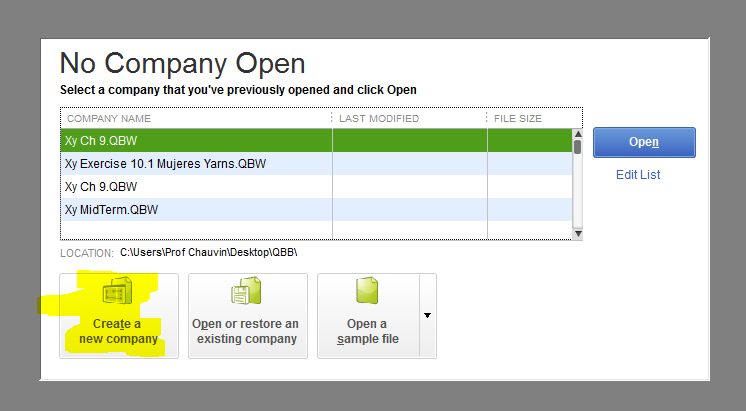 No Company Open
Select a company that you've previously opened and click Open
COMPANY NAME LAST MODIFIED FILE SIZE
Xy Ch 9.QBW
Xy Exercise 10.1 Mujeres Yarns.QBW
Xy Ch 9.QBW
Xy MidTerm.QBW
Open
Edit List
LOCATION: C:\Users\Prof Chauvin\Desktop\QBB\
Create a
new company
Open or restore an
existing company
Open a
sample file